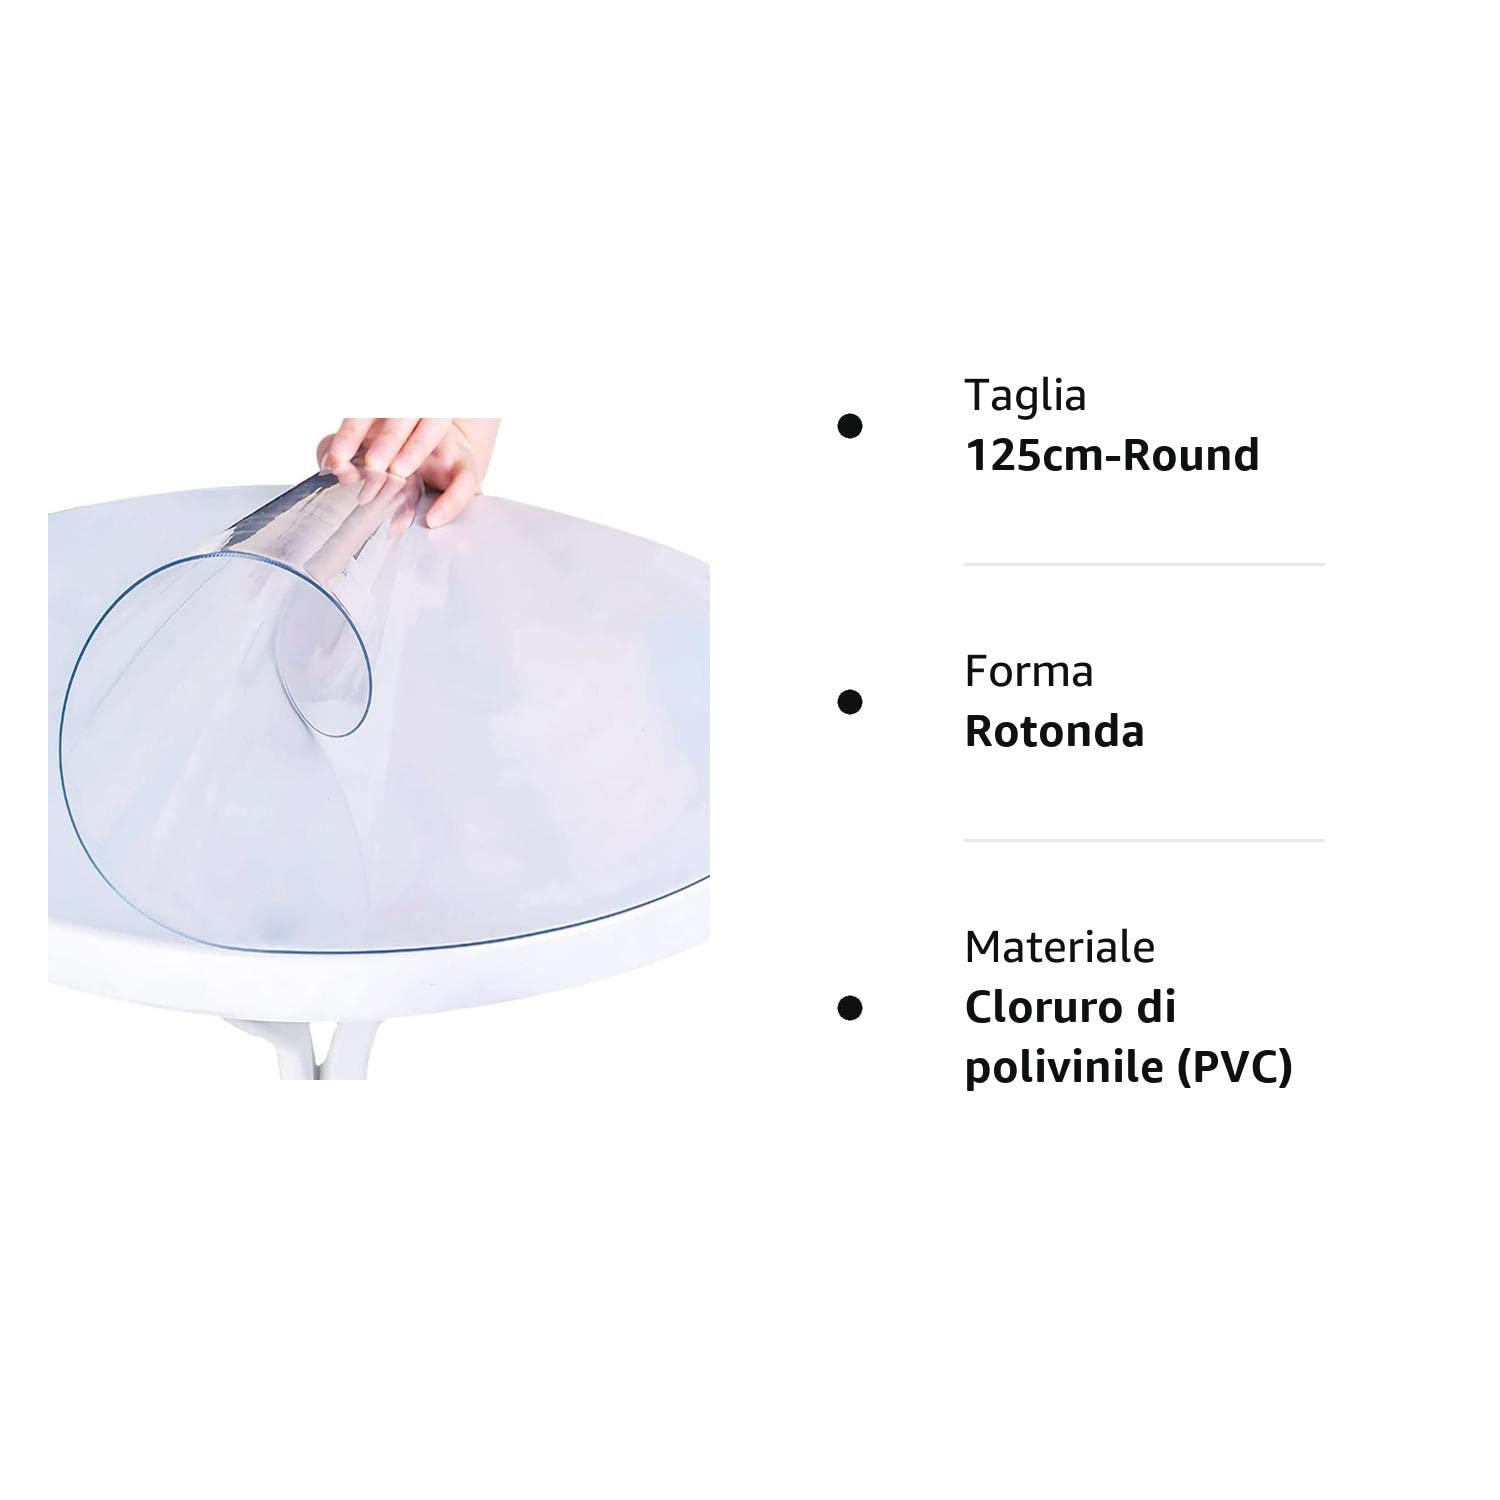 Taglia
125cm-Round
Forma
Rotonda
Materiale
Cloruro di
polivinile (PVC)